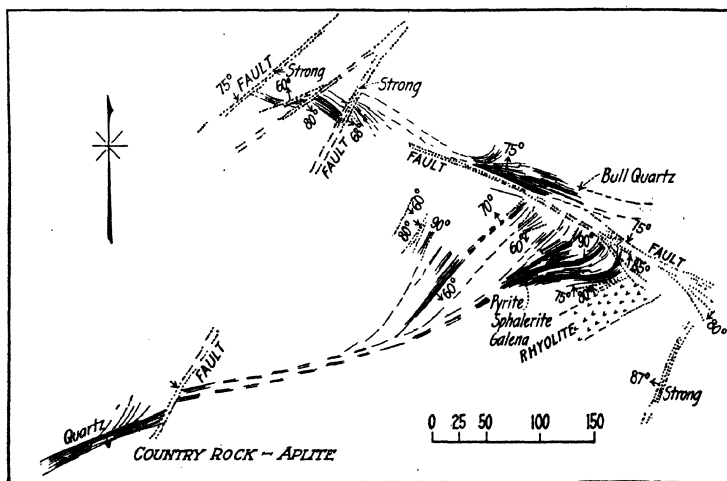 75° FAULT
Strong
60°
Strong
80°
68°
FAULT
FAULT
75°
Bull Quartz
80° 60°
90°
70°
60°
90°
75°
FAULT
85°
60°
75° 80°
80°
Pyrite
Sphalerite
Galena
RHYOLITE
87° Strong
FAULT
Quartz
COUNTRY ROCK - APLITE
0 25 50 100 150